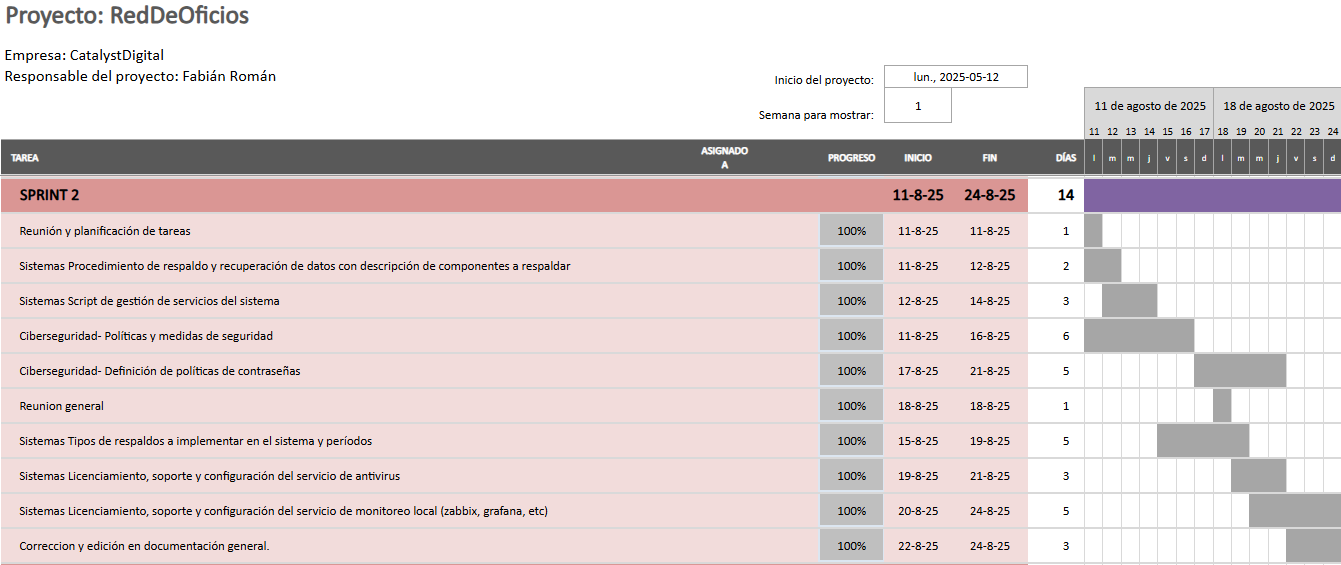 Proyecto: RedDeOficios
Empresa: CatalystDigital
Responsable del proyecto: Fabián Román
Inicio del proyecto: lun., 2025-05-12
Semana para mostrar: 1
11 de agosto de 2025 18 de agosto de 2025
11 12 13 14 15 16 17 18 19 20 21 22 23 24
TAREA ASIGNADO A PROGRESO INICIO FIN DÍAS l m m j v s d l m m j v s d
SPRINT 2 11-8-25 24-8-25 14
Reunión y planificación de tareas 100% 11-8-25 11-8-25 1
Sistemas Procedimiento de respaldo y recuperación de datos con descripción de componentes a respaldar 100% 11-8-25 12-8-25 2
Sistemas Script de gestión de servicios del sistema 100% 12-8-25 14-8-25 3
Ciberseguridad- Políticas y medidas de seguridad 100% 11-8-25 16-8-25 6
Ciberseguridad- Definición de políticas de contraseñas 100% 17-8-25 21-8-25 5
Reunion general 100% 18-8-25 18-8-25 1
Sistemas Tipos de respaldos a implementar en el sistema y períodos 100% 15-8-25 19-8-25 5
Sistemas Licenciamiento, soporte y configuración del servicio de antivirus 100% 19-8-25 21-8-25 3
Sistemas Licenciamiento, soporte y configuración del servicio de monitoreo local (zabbix, grafana, etc) 100% 20-8-25 24-8-25 5
Correccion y edición en documentación general. 100% 22-8-25 24-8-25 3